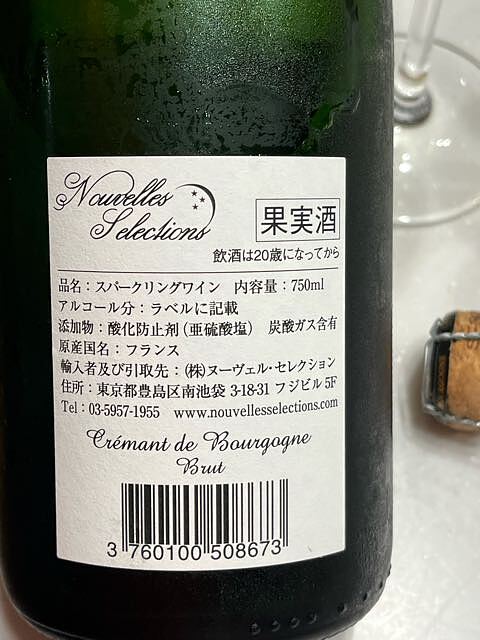 Nouvelles
Selections
果実酒
飲酒は20歳になってから
品名：スパークリングワイン　内容量：750ml
アルコール分：ラベルに記載
添加物：酸化防止剤（亜硫酸塩）　炭酸ガス含有
原産国名：フランス
輸入者及び引取先：(株)ヌーヴェル・セレクション
住所：東京都豊島区南池袋 3-18-31 フジビル 5F
Tel：03-5957-1955　www.nouvellesselections.com
Crémant de Bourgogne
Brut
3 760100 508673